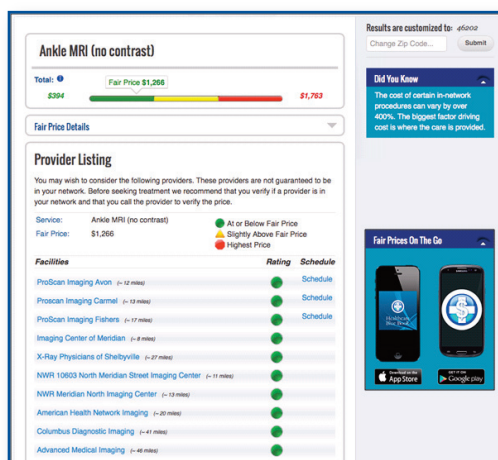 Ankle MRI (no contrast)
Total:
Fair Price $1,266
$394
$1,763
Fair Price Details
Provider Listing
You may wish to consider the following providers. These providers are not guaranteed to be
in your network. Before seeking treatment we recommend that you verify if a provider is in
your network and that you call the provider to verify the price.
Service: Ankle MRI (no contrast)
Fair Price: $1,266
At or Below Fair Price
Slightly Above Fair Price
Highest Price
Facilities Rating Schedule
ProScan Imaging Avon (~ 12 miles) Schedule
Proscan Imaging Carmel (~ 13 miles) Schedule
ProScan Imaging Fishers (~ 17 miles) Schedule
Imaging Center of Meridian (~ 8 miles)
X-Ray Physicians of Shelbyville (~ 27 miles)
NWR 10603 North Meridian Street Imaging Center (~ 11 miles)
NWR Meridian North Imaging Center (~ 13 miles)
American Health Network Imaging (~ 20 miles)
Columbus Diagnostic Imaging (~ 41 miles)
Advanced Medical Imaging (~ 46 miles)
Results are customized to: 46202
Change Zip Code... Submit
Did You Know
The cost of certain in-network
procedures can vary by over
400%. The biggest factor driving
cost is where the care is provided.
Fair Prices On The Go
Healthcare
Blue Book
Download on the
App Store
GET IT ON
Google play